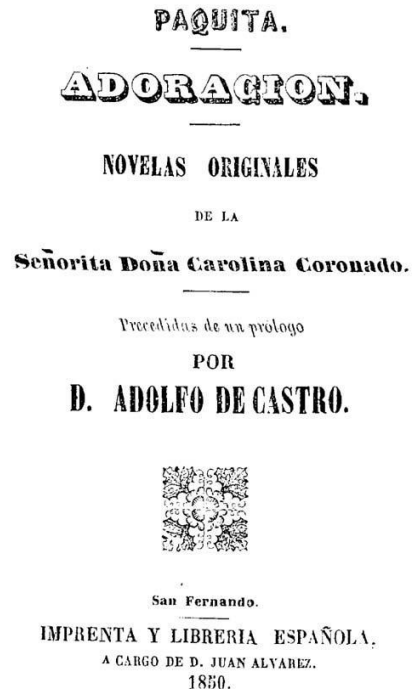 PAQUITA.
ADORACION.
NOVELAS ORIGINALES
DE LA
Señorita Doña Carolina Coronado.
Precedidas de un prólogo
POR
D. ADOLFO DE CASTRO.
San Fernando.
IMPRENTA Y LIBRERIA ESPAÑOLA,
A CARGO DE D. JUAN ALVAREZ.
1850.